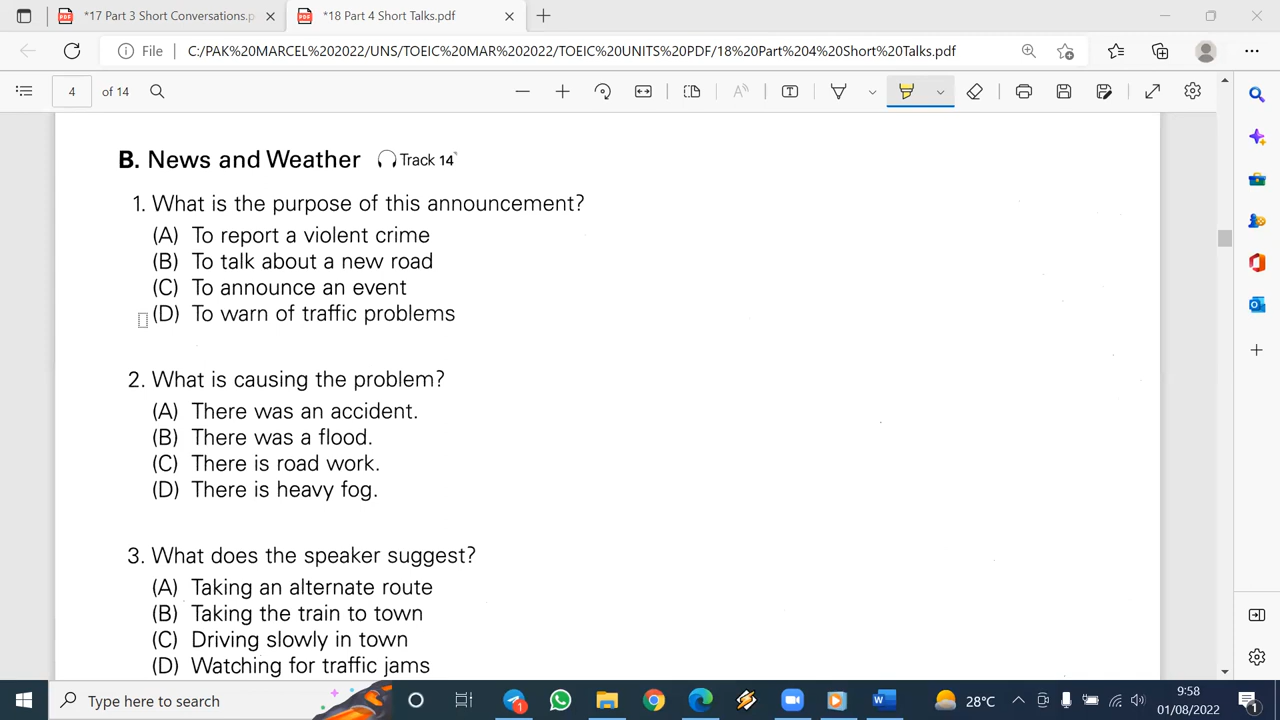 *17 Part 3 Short Conversations.p
*18 Part 4 Short Talks.pdf
File C:/PAK%20MARCEL%202022/UNS/TOEIC%20MAR%202022/TOEIC%20UNITS%20PDF/18%20Part%204%20Short%20Talks.pdf
4 of 14
B. News and Weather Track 14
1. What is the purpose of this announcement?
(A) To report a violent crime
(B) To talk about a new road
(C) To announce an event
(D) To warn of traffic problems
2. What is causing the problem?
(A) There was an accident.
(B) There was a flood.
(C) There is road work.
(D) There is heavy fog.
3. What does the speaker suggest?
(A) Taking an alternate route
(B) Taking the train to town
(C) Driving slowly in town
(D) Watching for traffic jams
Type here to search
28°C
9:58
01/08/2022